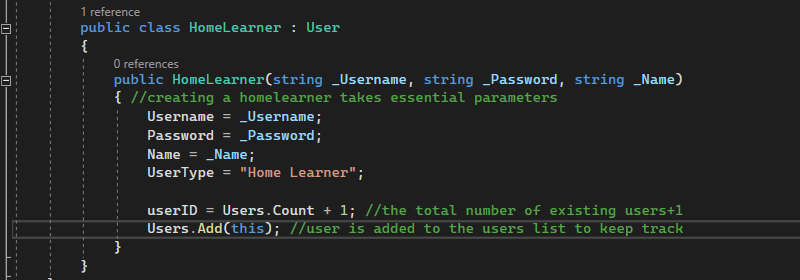 1 reference
public class HomeLearner : User
{
0 references
public HomeLearner(string _Username, string _Password, string _Name)
{ //creating a homelearner takes essential parameters
Username = _Username;
Password = _Password;
Name = _Name;
UserType = "Home Learner";
userID = Users.Count + 1; //the total number of existing users+1
Users.Add(this); //user is added to the users list to keep track
}
}